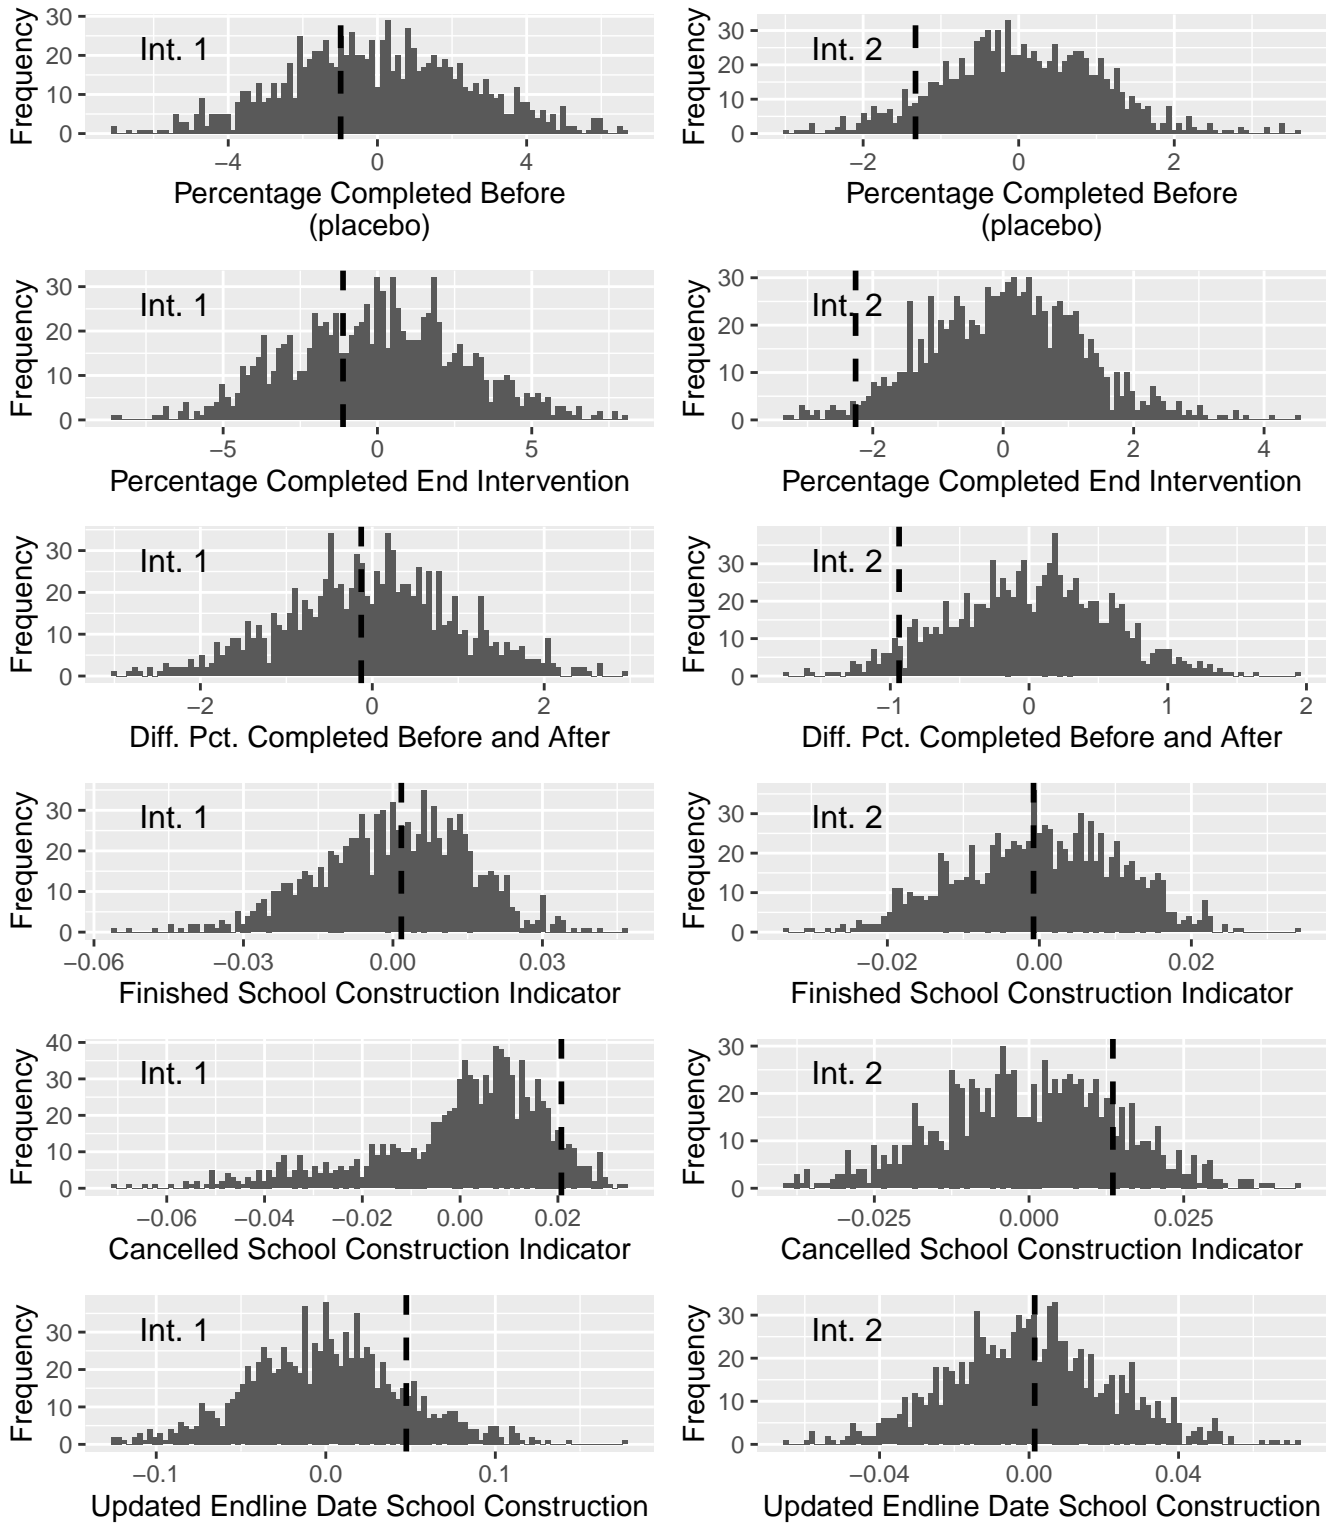 Frequency
30
20
10
0
Int. 1
−4
0
4
Percentage Completed Before
(placebo)
Frequency
30
20
10
0
Int. 2
−2
0
2
Percentage Completed Before
(placebo)
Frequency
30
20
10
0
Int. 1
−5
0
5
Percentage Completed End Intervention
Frequency
30
20
10
0
Int. 2
−2
0
2
4
Percentage Completed End Intervention
Frequency
30
20
10
0
Int. 1
−2
0
2
Diff. Pct. Completed Before and After
Frequency
30
20
10
0
Int. 2
−1
0
1
2
Diff. Pct. Completed Before and After
Frequency
30
20
10
0
Int. 1
−0.06
−0.03
0.00
0.03
Finished School Construction Indicator
Frequency
30
20
10
0
Int. 2
−0.02
0.00
0.02
Finished School Construction Indicator
Frequency
40
30
20
10
0
Int. 1
−0.06
−0.04
−0.02
0.00
0.02
Cancelled School Construction Indicator
Frequency
30
20
10
0
Int. 2
−0.025
0.000
0.025
Cancelled School Construction Indicator
Frequency
30
20
10
0
Int. 1
−0.1
0.0
0.1
Updated Endline Date School Construction
Frequency
30
20
10
0
Int. 2
−0.04
0.00
0.04
Updated Endline Date School Construction